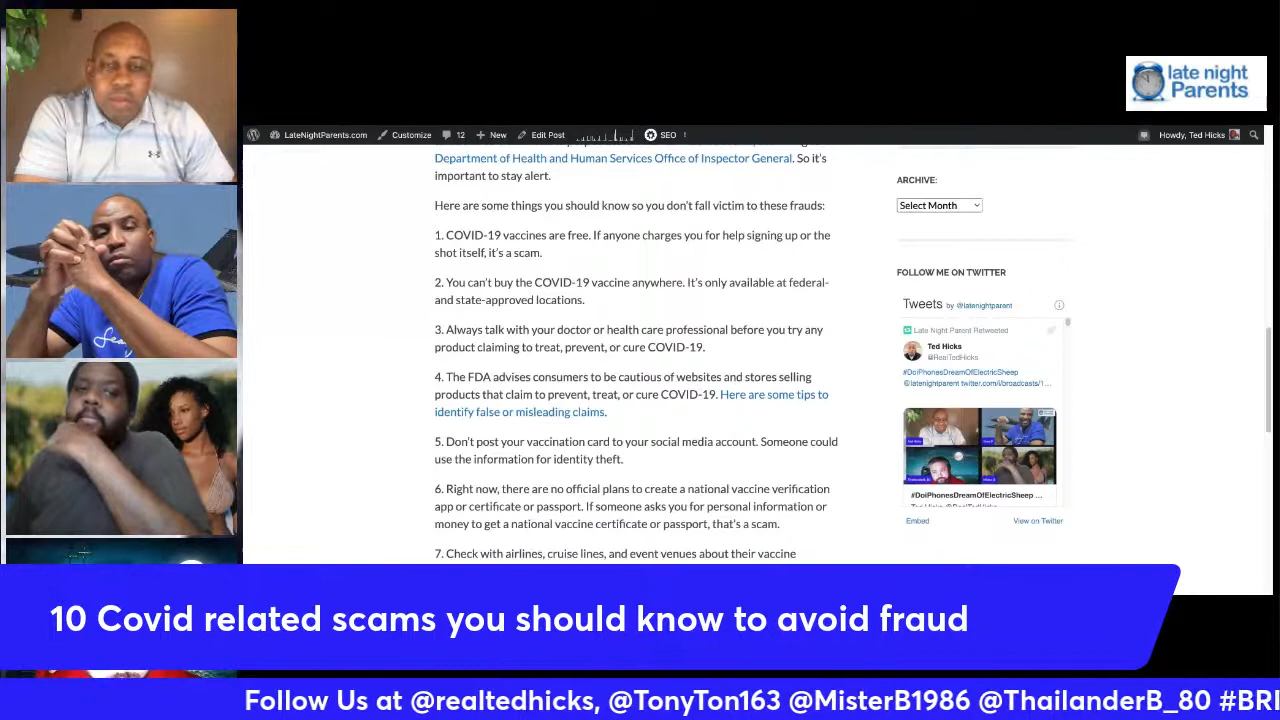 late night
Parents
LateNightParents.com
Customize
12
New
Edit Post
SEO
!
Howdy, Ted Hicks
Department of Health and Human Services Office of Inspector General. So it's
important to stay alert.
Here are some things you should know so you don't fall victim to these frauds:
1. COVID-19 vaccines are free. If anyone charges you for help signing up or the
shot itself, it's a scam.
2. You can't buy the COVID-19 vaccine anywhere. It's only available at federal-
and state-approved locations.
3. Always talk with your doctor or health care professional before you try any
product claiming to treat, prevent, or cure COVID-19.
4. The FDA advises consumers to be cautious of websites and stores selling
products that claim to prevent, treat, or cure COVID-19. Here are some tips to
identify false or misleading claims.
5. Don't post your vaccination card to your social media account. Someone could
use the information for identity theft.
6. Right now, there are no official plans to create a national vaccine verification
app or certificate or passport. If someone asks you for personal information or
money to get a national vaccine certificate or passport, that's a scam.
7. Check with airlines, cruise lines, and event venues about their vaccine
ARCHIVE:
Select Month
FOLLOW ME ON TWITTER
Tweets by @latenightparent
Late Night Parent Retweeted
Ted Hicks
@RealTedHicks
#DoiPhonesDreamOfElectricSheep
@latenightparent twitter.com/i/broadcasts/1...
#DoiPhonesDreamOfElectricSheep ...
Embed
View on Twitter
10 Covid related scams you should know to avoid fraud
Follow Us at @realtedhicks, @TonyTon163 @MisterB1986 @ThailanderB_80 #BRI